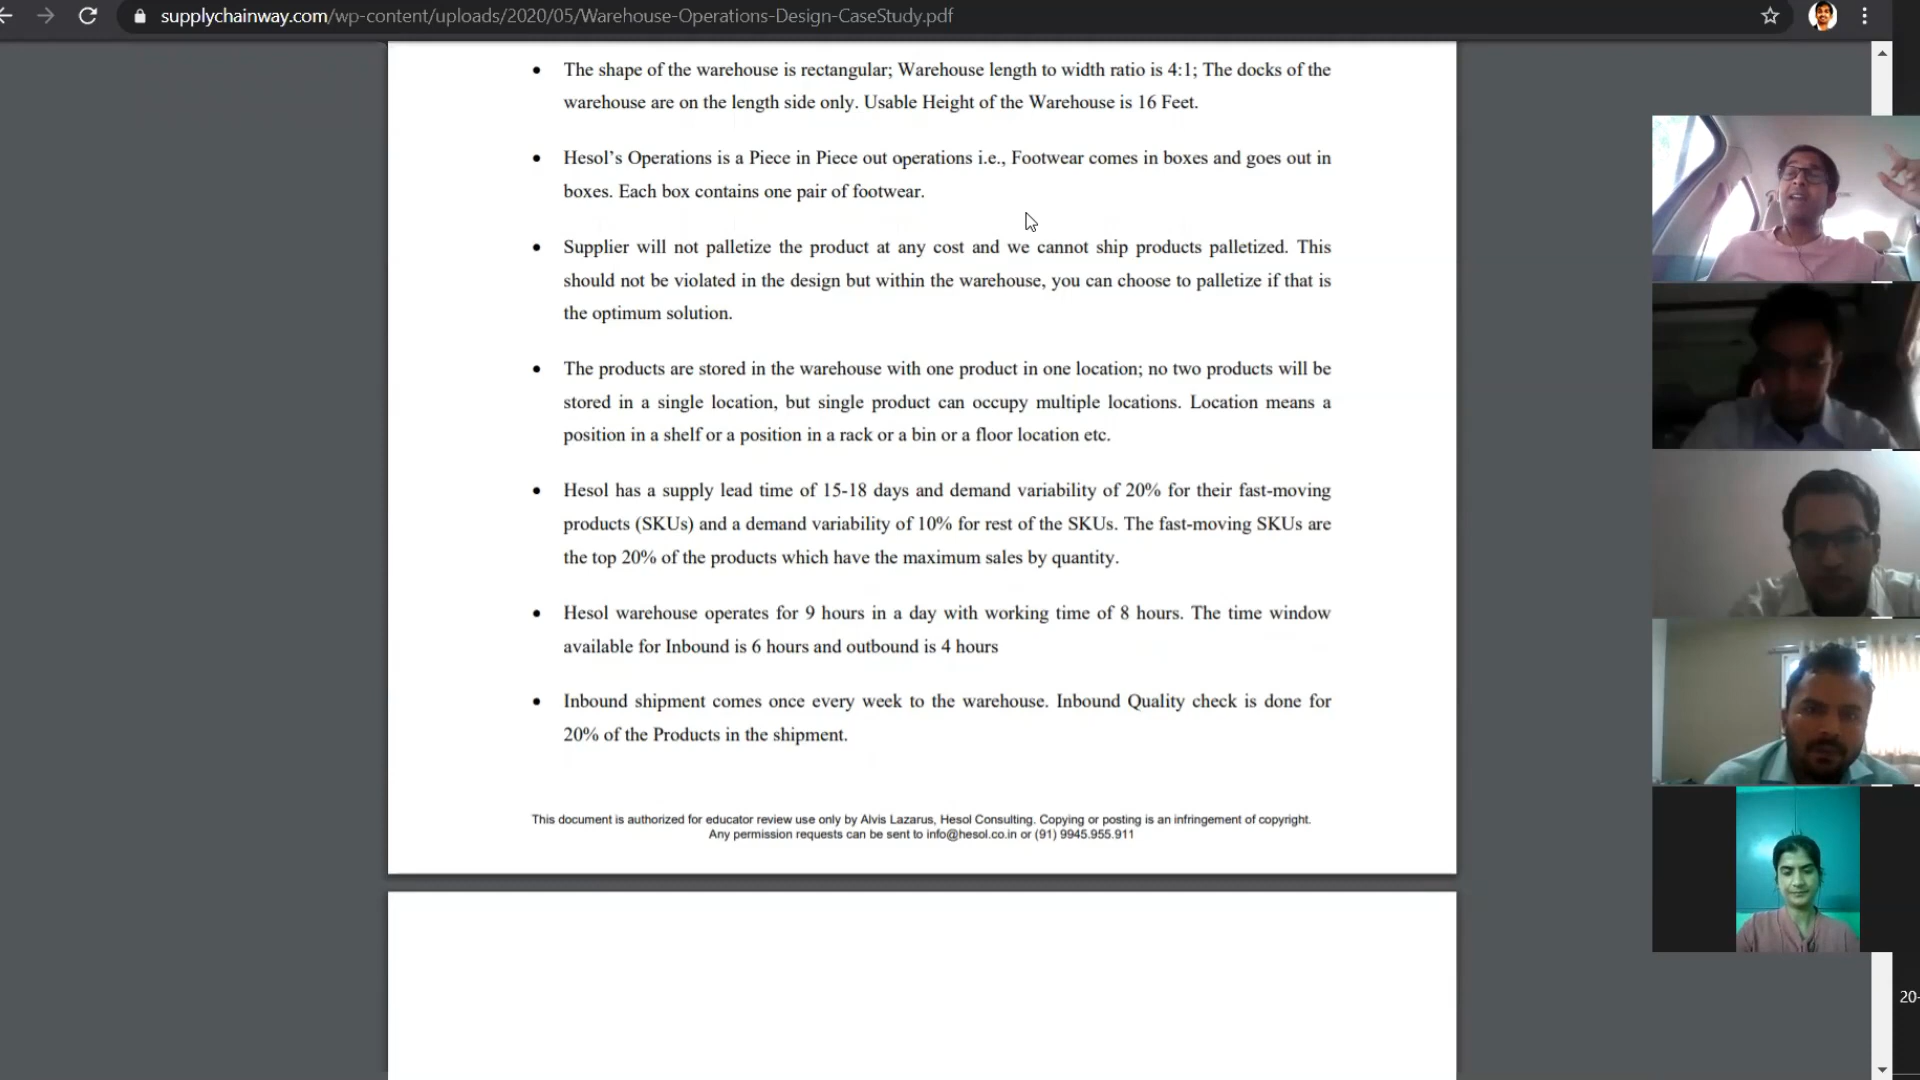 supplychainway.com/wp-content/uploads/2020/05/Warehouse-Operations-Design-CaseStudy.pdf
• The shape of the warehouse is rectangular; Warehouse length to width ratio is 4:1; The docks of the
warehouse are on the length side only. Usable Height of the Warehouse is 16 Feet.
• Hesol's Operations is a Piece in Piece out operations i.e., Footwear comes in boxes and goes out in
boxes. Each box contains one pair of footwear.
• Supplier will not palletize the product at any cost and we cannot ship products palletized. This
should not be violated in the design but within the warehouse, you can choose to palletize if that is
the optimum solution.
• The products are stored in the warehouse with one product in one location; no two products will be
stored in a single location, but single product can occupy multiple locations. Location means a
position in a shelf or a position in a rack or a bin or a floor location etc.
• Hesol has a supply lead time of 15-18 days and demand variability of 20% for their fast-moving
products (SKUs) and a demand variability of 10% for rest of the SKUs. The fast-moving SKUs are
the top 20% of the products which have the maximum sales by quantity.
• Hesol warehouse operates for 9 hours in a day with working time of 8 hours. The time window
available for Inbound is 6 hours and outbound is 4 hours
• Inbound shipment comes once every week to the warehouse. Inbound Quality check is done for
20% of the Products in the shipment.
This document is authorized for educator review use only by Alvis Lazarus, Hesol Consulting. Copying or posting is an infringement of copyright.
Any permission requests can be sent to info@hesol.co.in or (91) 9945.955.911
20-